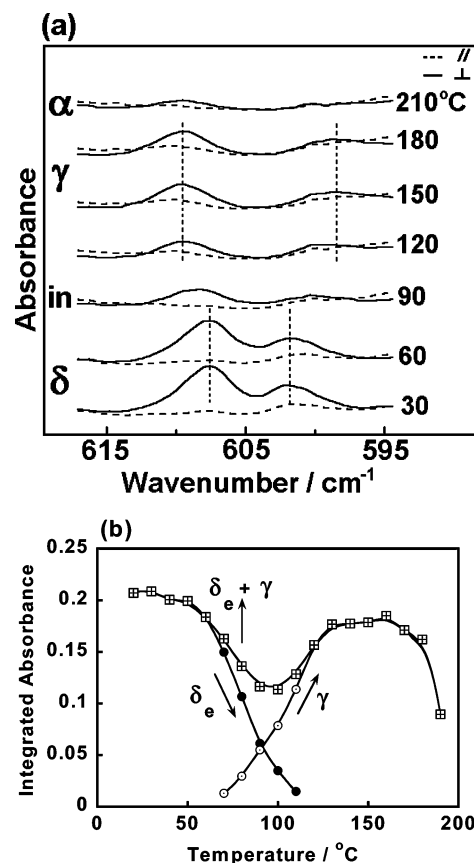 (a)
-- //
— ⊥
α
210°C
180
γ
150
120
in
90
60
δ
30
Absorbance
615
605
595
Wavenumber / cm⁻¹
(b)
0.25
0.2
0.15
0.1
0.05
0
δe + γ
δe
γ
Integrated Absorbance
0
50
100
150
200
Temperature / °C